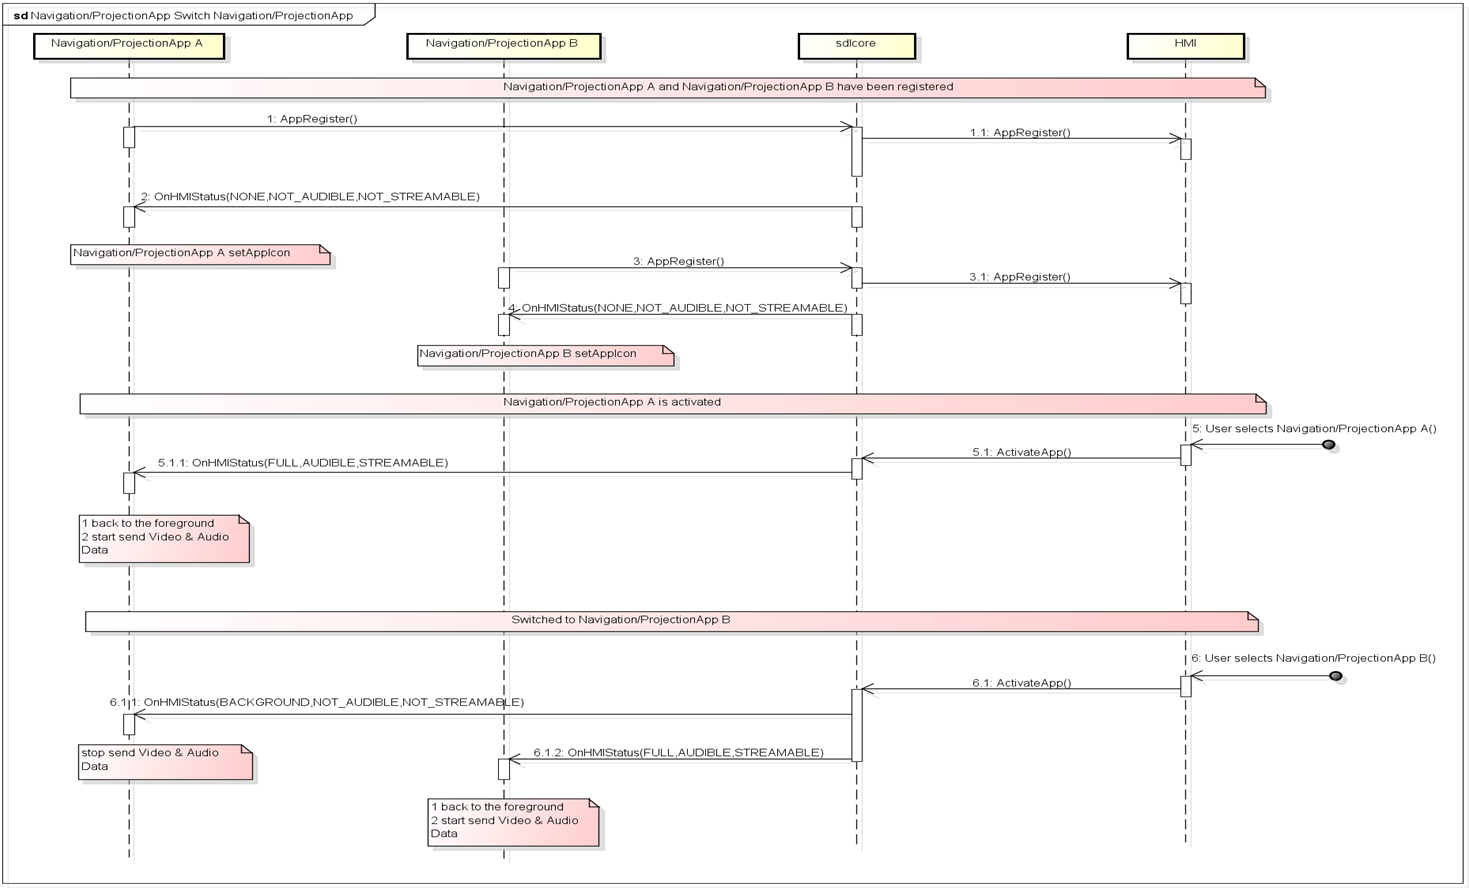 sd Navigation/ProjectionApp Switch Navigation/ProjectionApp
Navigation/ProjectionApp A
Navigation/ProjectionApp B
sdlcore
HMI
Navigation/ProjectionApp A and Navigation/ProjectionApp B have been registered
1: AppRegister()
1.1: AppRegister()
2: OnHMIStatus(NONE,NOT_AUDIBLE,NOT_STREAMABLE)
Navigation/ProjectionApp A setAppIcon
3: AppRegister()
3.1: AppRegister()
4: OnHMIStatus(NONE,NOT_AUDIBLE,NOT_STREAMABLE)
Navigation/ProjectionApp B setAppIcon
Navigation/ProjectionApp A is activated
5: User selects Navigation/ProjectionApp A()
5.1: ActivateApp()
5.1.1: OnHMIStatus(FULL,AUDIBLE,STREAMABLE)
1 back to the foreground
2 start send Video & Audio
Data
Switched to Navigation/ProjectionApp B
6: User selects Navigation/ProjectionApp B()
6.1: ActivateApp()
6.1.1: OnHMIStatus(BACKGROUND,NOT_AUDIBLE,NOT_STREAMABLE)
stop send Video & Audio
Data
6.1.2: OnHMIStatus(FULL,AUDIBLE,STREAMABLE)
1 back to the foreground
2 start send Video & Audio
Data